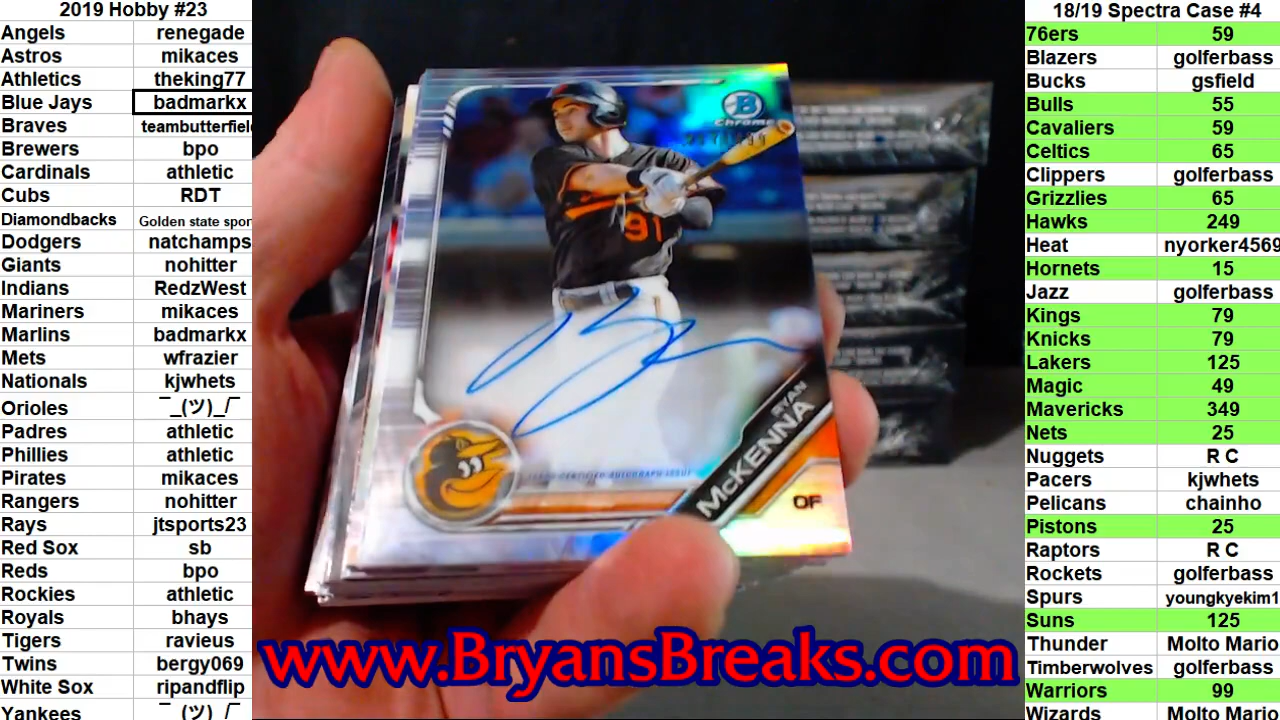 2019 Hobby #23
Angels renegade
Astros mikaces
Athletics theking77
Blue Jays badmarkx
Braves teambutterfiel
Brewers bpo
Cardinals athletic
Cubs RDT
Diamondbacks Golden state spor
Dodgers natchamps
Giants nohitter
Indians RedzWest
Mariners mikaces
Marlins badmarkx
Mets wfrazier
Nationals kjwhets
Orioles ¯_(ツ)_/¯
Padres athletic
Phillies athletic
Pirates mikaces
Rangers nohitter
Rays jtsports23
Red Sox sb
Reds bpo
Rockies athletic
Royals bhays
Tigers ravieus
Twins bergy069
White Sox ripandflip
Yankees ¯_(ツ)_/¯
B
Chrome
91
RYAN
McKENNA
OF
TOPPS CERTIFIED AUTOGRAPH ISSUE
www.BryansBreaks.com
18/19 Spectra Case #4
76ers 59
Blazers golferbass
Bucks gsfield
Bulls 55
Cavaliers 59
Celtics 65
Clippers golferbass
Grizzlies 65
Hawks 249
Heat nyorker4569
Hornets 15
Jazz golferbass
Kings 79
Knicks 79
Lakers 125
Magic 49
Mavericks 349
Nets 25
Nuggets R C
Pacers kjwhets
Pelicans chainho
Pistons 25
Raptors R C
Rockets golferbass
Spurs youngkyekim1
Suns 125
Thunder Molto Mario
Timberwolves golferbass
Warriors 99
Wizards Molto Mario